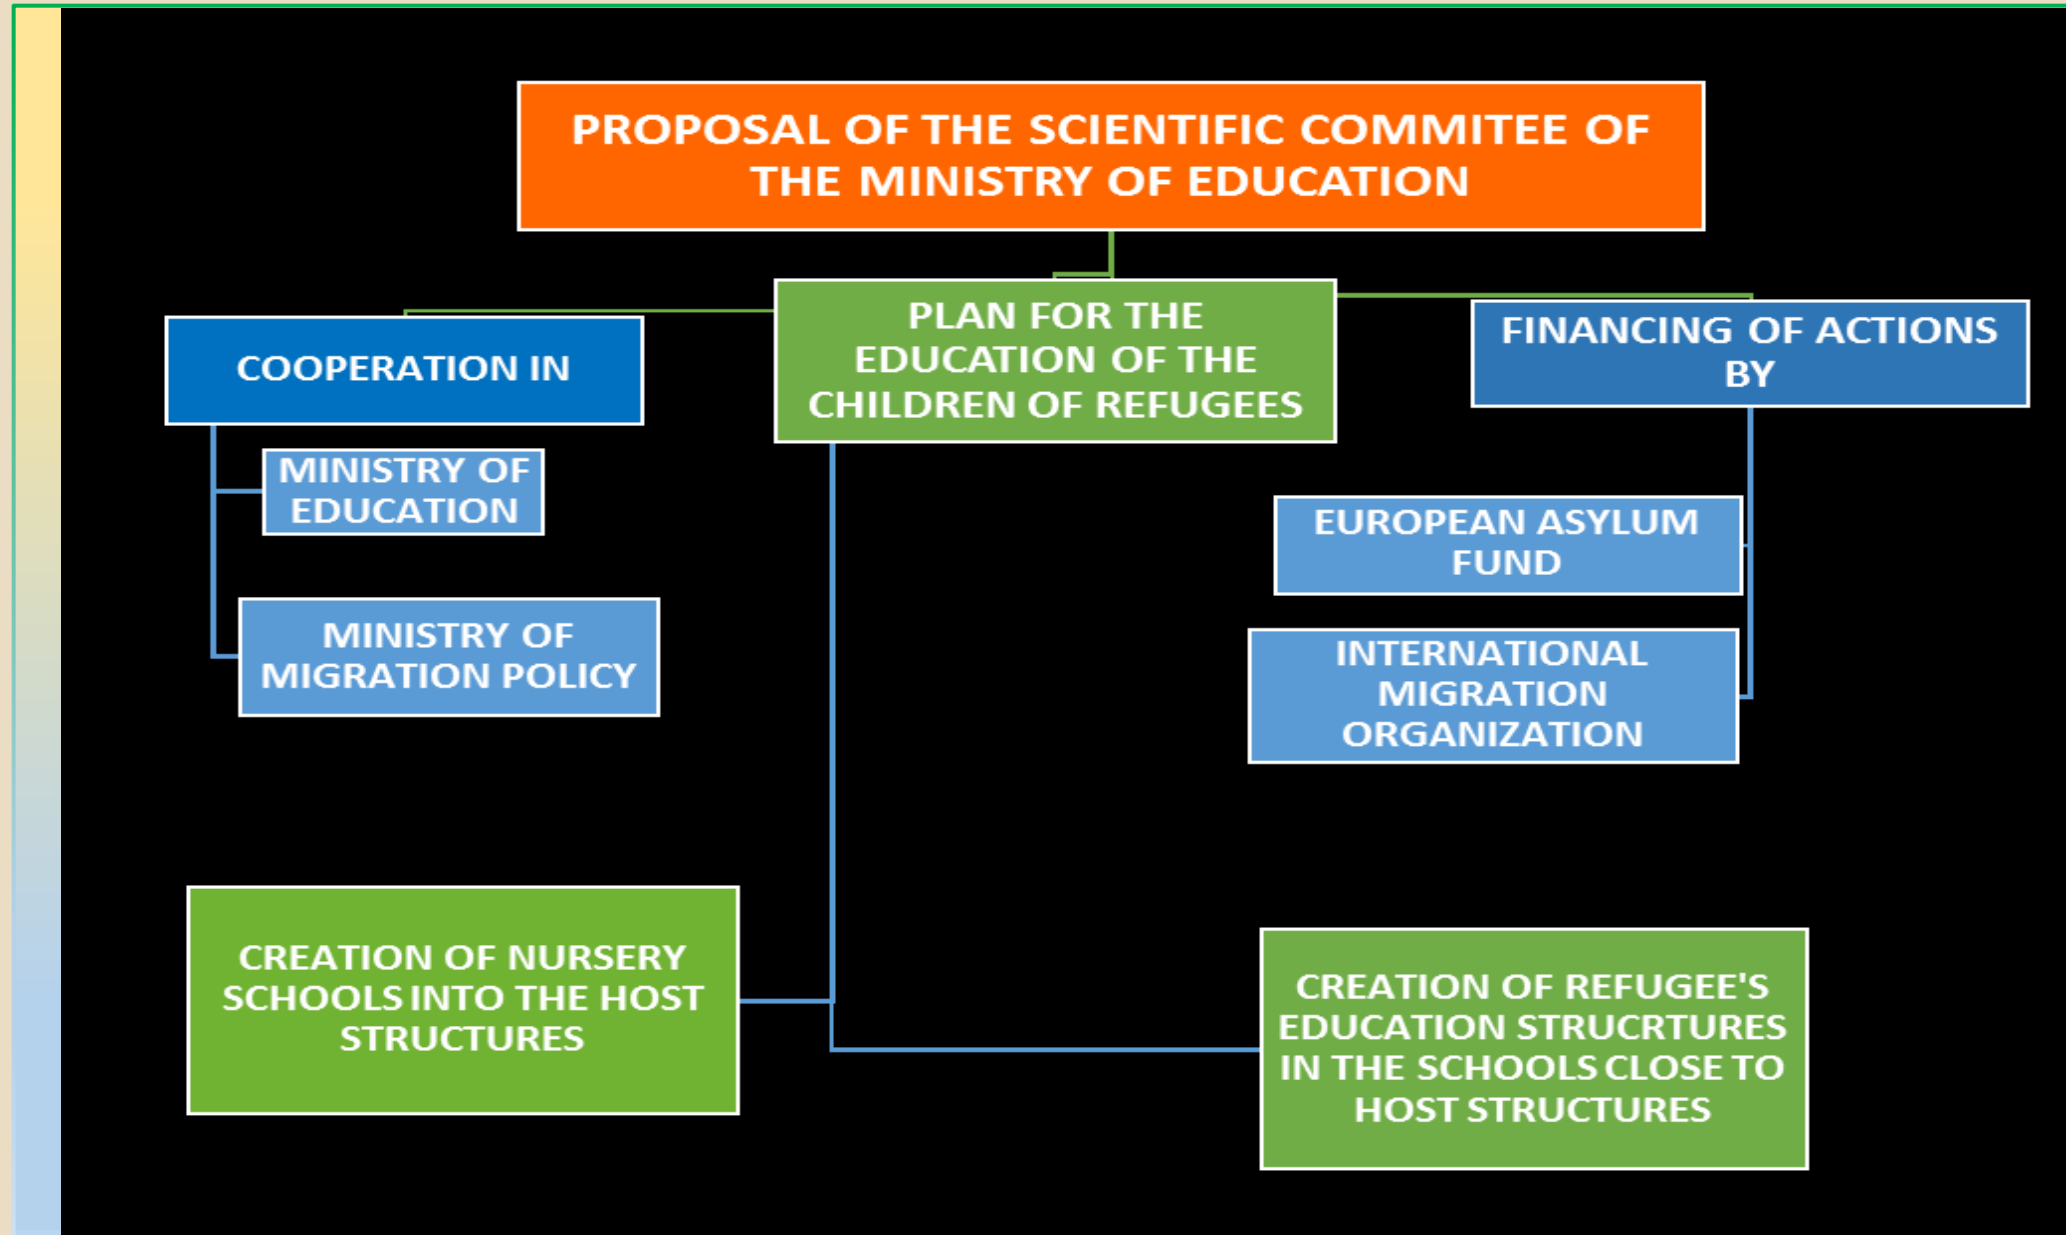 PROPOSAL OF THE SCIENTIFIC COMMITEE OF
THE MINISTRY OF EDUCATION
COOPERATION IN
MINISTRY OF
EDUCATION
MINISTRY OF
MIGRATION POLICY
PLAN FOR THE
EDUCATION OF THE
CHILDREN OF REFUGEES
FINANCING OF ACTIONS
BY
EUROPEAN ASYLUM
FUND
INTERNATIONAL
MIGRATION
ORGANIZATION
CREATION OF NURSERY
SCHOOLS INTO THE HOST
STRUCTURES
CREATION OF REFUGEE'S
EDUCATION STRUCRTURES
IN THE SCHOOLS CLOSE TO
HOST STRUCTURES